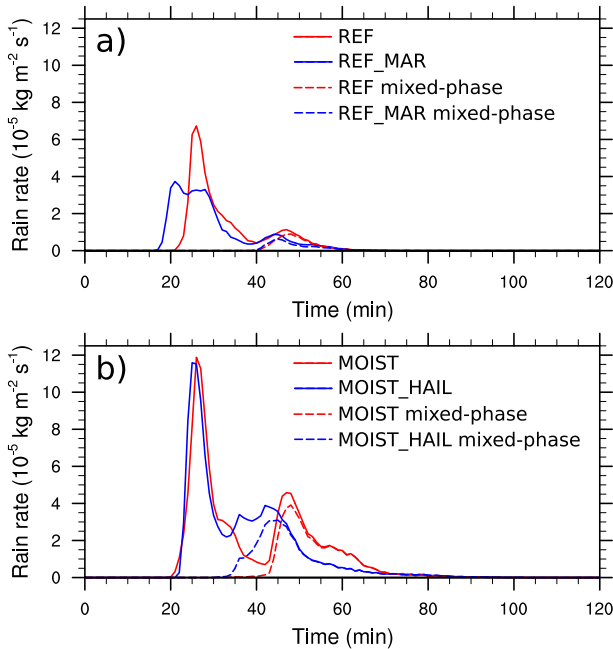 a)
REF
REF_MAR
REF mixed-phase
REF_MAR mixed-phase
Rain rate (10⁻⁵ kg m⁻² s⁻¹)
12
10
8
6
4
2
0
0 20 40 60 80 100 120
Time (min)
b)
MOIST
MOIST_HAIL
MOIST mixed-phase
MOIST_HAIL mixed-phase
Rain rate (10⁻⁵ kg m⁻² s⁻¹)
12
10
8
6
4
2
0
0 20 40 60 80 100 120
Time (min)